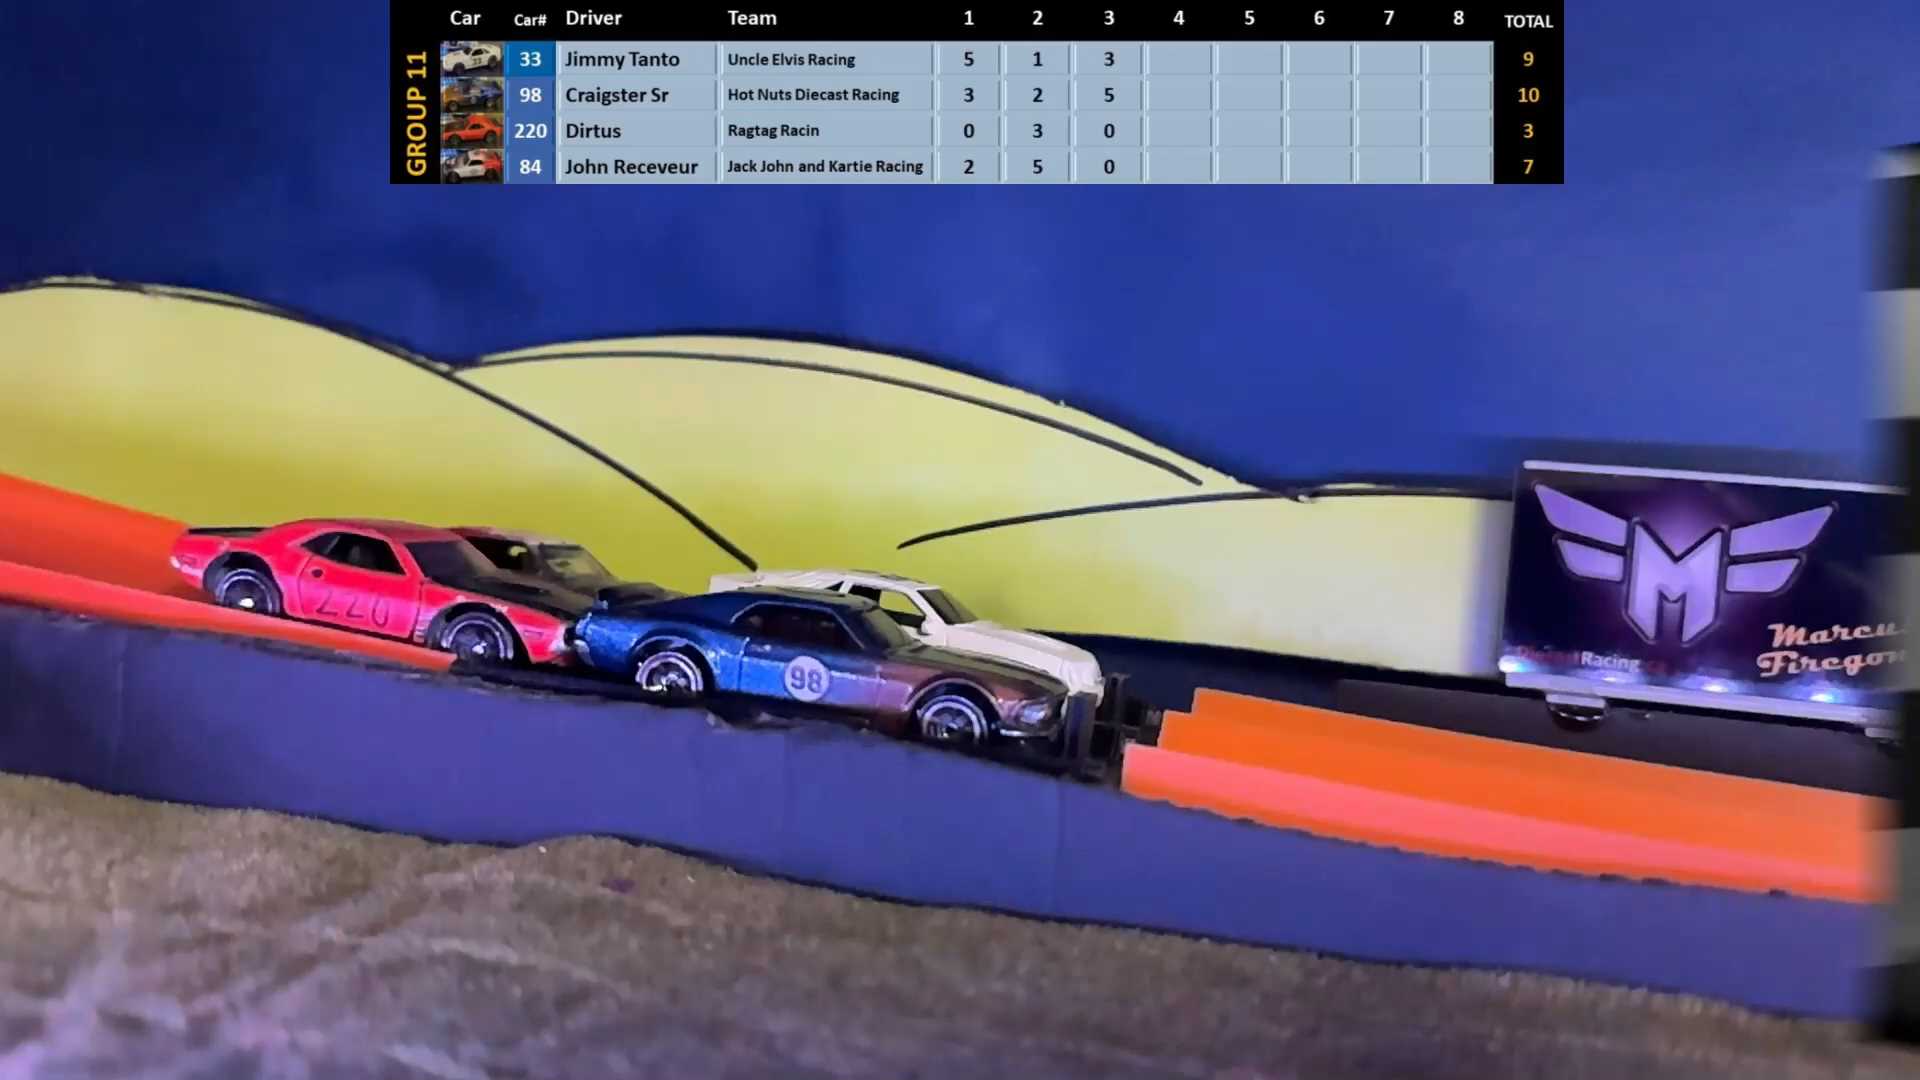 Car Car# Driver Team 1 2 3 4 5 6 7 8 TOTAL
GROUP 11
33 Jimmy Tanto Uncle Elvis Racing 5 1 3 9
98 Craigster Sr Hot Nuts Diecast Racing 3 2 5 10
220 Dirtus Ragtag Racin 0 3 0 3
84 John Receveur Jack John and Kartie Racing 2 5 0 7
M
Marcu
Firegon
Racing
220
98